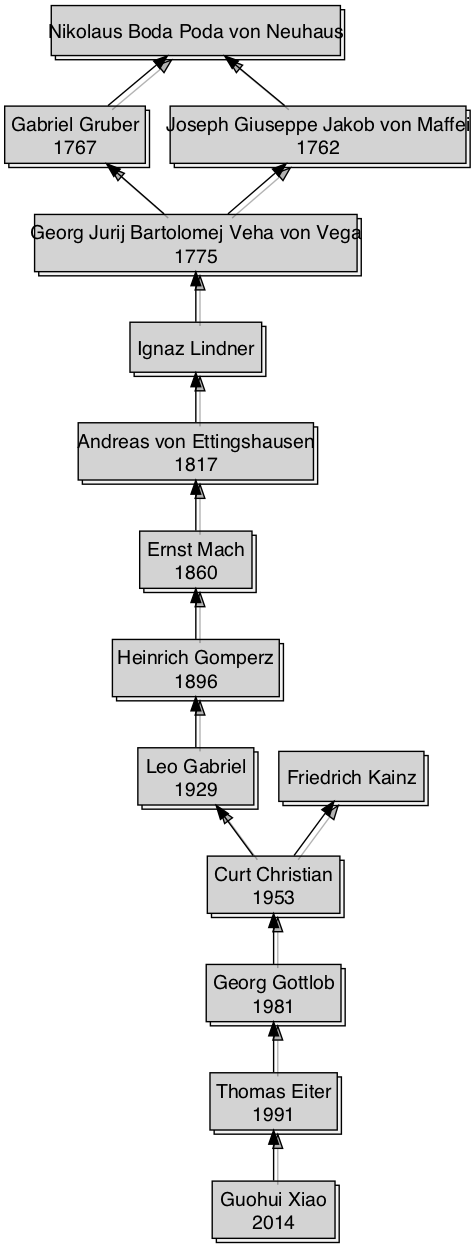 Nikolaus Boda Poda von Neuhaus
Gabriel Gruber
1767
Joseph Giuseppe Jakob von Maffei
1762
Georg Jurij Bartolomej Veha von Vega
1775
Ignaz Lindner
Andreas von Ettingshausen
1817
Ernst Mach
1860
Heinrich Gomperz
1896
Leo Gabriel
1929
Friedrich Kainz
Curt Christian
1953
Georg Gottlob
1981
Thomas Eiter
1991
Guohui Xiao
2014